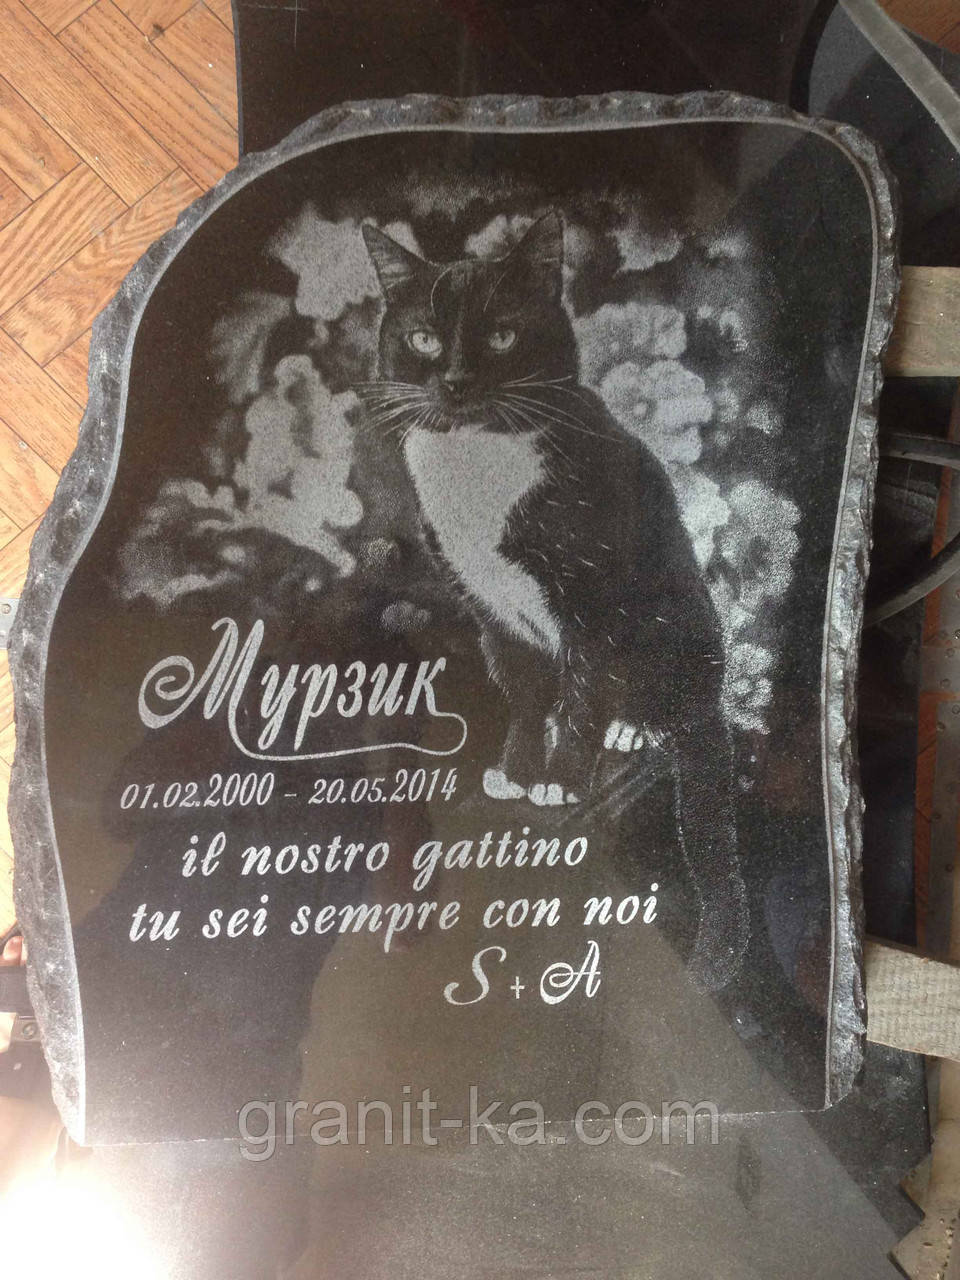 Мурзик
01.02.2000 - 20.05.2014
il nostro gattino
tu sei sempre con noi
S + A
granit-ka.com